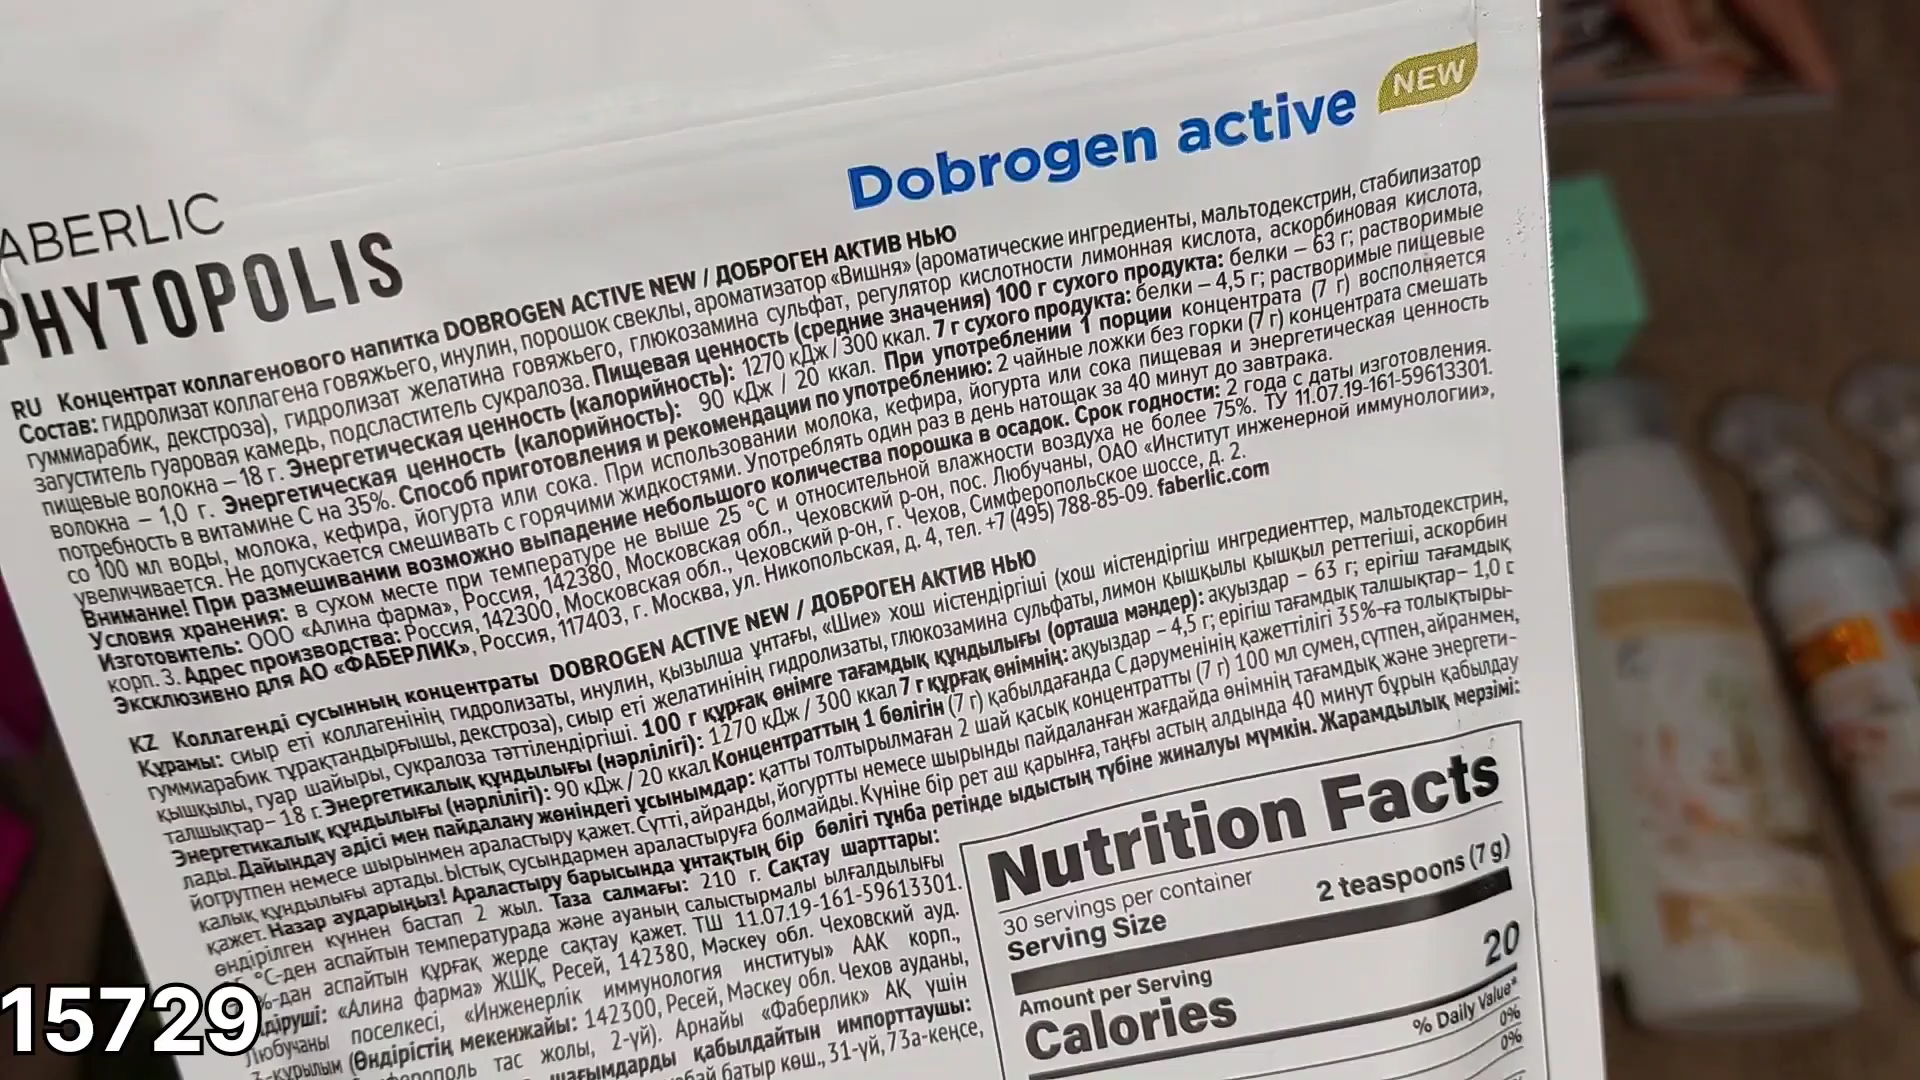 ABERLIC
PHYTOPOLIS
Dobrogen active NEW
RU Концентрат коллагенового напитка DOBROGEN ACTIVE NEW / ДОБРОГЕН АКТИВ НЬЮ
Состав: гидролизат коллагена говяжьего, инулин, порошок свеклы, ароматизатор «Вишня» (ароматические ингредиенты, мальтодекстрин, стабилизатор
гуммиарабик, декстроза), гидролизат желатина говяжьего, глюкозамина сульфат, регулятор кислотности лимонная кислота, аскорбиновая кислота,
загуститель гуаровая камедь, подсластитель сукралоза. Пищевая ценность (средние значения) 100 г сухого продукта: белки – 63 г; растворимые
пищевые волокна – 18 г. Энергетическая ценность (калорийность): 1270 кДж / 300 ккал. 7 г сухого продукта: белки – 4,5 г; растворимые пищевые
волокна – 1,0 г. Энергетическая ценность (калорийность): 90 кДж / 20 ккал. При употреблении 1 порции концентрата (7 г) восполняется
потребность в витамине С на 35%. Способ приготовления и рекомендации по употреблению: 2 чайные ложки без горки (7 г) концентрата смешать
со 100 мл воды, молока, кефира, йогурта или сока. При использовании молока, кефира, йогурта или сока пищевая и энергетическая ценность
увеличивается. Не допускается смешивать с горячими жидкостями. Употреблять один раз в день натощак за 40 минут до завтрака.
Внимание! При размешивании возможно выпадение небольшого количества порошка в осадок. Срок годности: 2 года с даты изготовления.
Условия хранения: в сухом месте при температуре не выше 25 °С и относительной влажности воздуха не более 75%. ТУ 11.07.19-161-59613301.
Изготовитель: ООО «Алина фарма», Россия, 142380, Московская обл., Чеховский р-он, пос. Любучаны, ОАО «Институт инженерной иммунологии»,
корп. 3. Адрес производства: Россия, 142300, Московская обл., Чеховский р-он, г. Чехов, Симферопольское шоссе, д. 2.
Эксклюзивно для АО «ФАБЕРЛИК», Россия, 117403, г. Москва, ул. Никопольская, д. 4, тел. +7 (495) 788-85-09. faberlic.com
KZ Коллагенді сусынның концентраты DOBROGEN ACTIVE NEW / ДОБРОГЕН АКТИВ НЬЮ
Құрамы: сиыр еті коллагенінің гидролизаты, инулин, қызылша ұнтағы, «Шие» хош иістендіргіші (хош иістендіргіш ингредиенттер, мальтодекстрин,
гуммиарабик тұрақтандырғышы, декстроза), сиыр еті желатинінің гидролизаты, глюкозамина сульфаты, лимон қышқылы қышқыл реттегіші, аскорбин
қышқылы, гуар шайыры, сукралоза тәттілендіргіші. 100 г құрғақ өнімге тағамдық құндылығы (орташа мәндер): ақуыздар – 63 г; ерігіш тағамдық
талшықтар– 18 г. Энергетикалық құндылығы (нәрлілігі): 1270 кДж / 300 ккал 7 г құрғақ өнімнің: ақуыздар – 4,5 г; ерігіш тағамдық талшықтар– 1,0 г
Энергетикалық құндылығы (нәрлілігі): 90 кДж / 20 ккал Концентраттың 1 бөлігін (7 г) қабылдағанда С дәруменінің қажеттілігі 35%-ға толықтыры-
лады. Дайындау әдісі мен пайдалану жөніндегі ұсынымдар: қатты толтырылмаған 2 шай қасық концентратты (7 г) 100 мл сумен, сүтпен, айранмен,
йогрутпен немесе шырынмен араластыру қажет. Сүтті, айранды, йогуртты немесе шырынды пайдаланған жағдайда өнімнің тағамдық және энергети-
калық құндылығы артады. Ыстық сусындармен араластыруға болмайды. Күніне бір рет аш қарынға, таңғы астың алдында 40 минут бұрын қабылдау
қажет. Назар аударыңыз! Араластыру барысында ұнтақтың бір бөлігі тұнба ретінде ыдыстың түбіне жиналуы мүмкін. Жарамдылық мерзімі:
өндірілген күннен бастап 2 жыл. Таза салмағы: 210 г. Сақтау шарттары:
°С-ден аспайтын температурада және ауаның салыстырмалы ылғалдылығы
%-дан аспайтын құрғақ жерде сақтау қажет. ТШ 11.07.19-161-59613301.
«Алина фарма» ЖШҚ, Ресей, 142380, Мәскеу обл. Чеховский ауд.
Любучаны поселкесі, «Инженерлік иммунология институы» ААК корп.,
3-құрылым (Өндірістің мекенжайы: 142300, Ресей, Мәскеу обл. Чехов ауданы,
тас жолы, 2-үй). Арнайы «Фаберлик» АҚ үшін
шағымдарды қабылдайтын импорттаушы:
батыр көш., 31-үй, 73а-кеңсе,
Nutrition Facts
30 servings per container
Serving Size 2 teaspoons (7 g)
Amount per Serving
Calories 20
% Daily Value*
0%
0%
15729